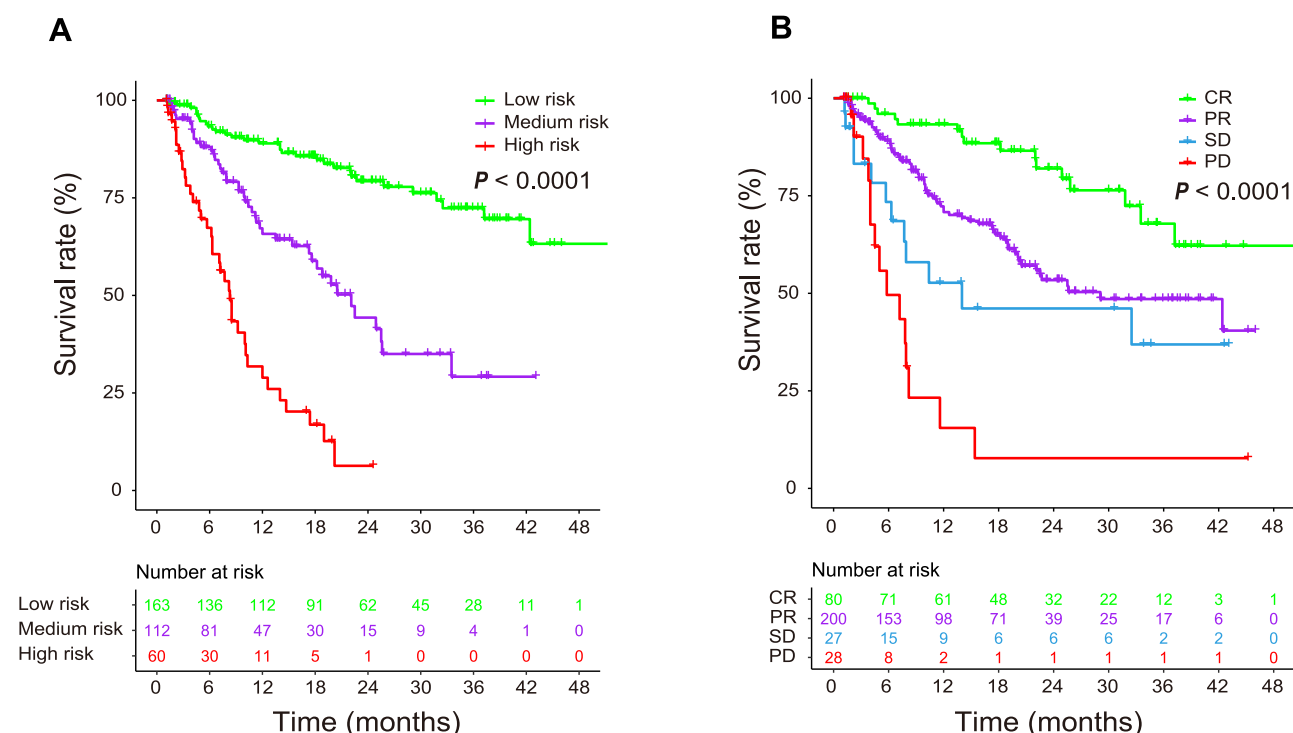 A
Survival rate (%)
100
75
50
25
0
Low risk
Medium risk
High risk
P < 0.0001
0 6 12 18 24 30 36 42 48
Number at risk
Low risk 163 136 112 91 62 45 28 11 1
Medium risk 112 81 47 30 15 9 4 1 0
High risk 60 30 11 5 1 0 0 0 0
0 6 12 18 24 30 36 42 48
Time (months)
B
Survival rate (%)
100
75
50
25
0
CR
PR
SD
PD
P < 0.0001
0 6 12 18 24 30 36 42 48
Number at risk
CR 80 71 61 48 32 22 12 3 1
PR 200 153 98 71 39 25 17 6 0
SD 27 15 9 6 6 6 2 2 0
PD 28 8 2 1 1 1 1 1 0
0 6 12 18 24 30 36 42 48
Time (months)